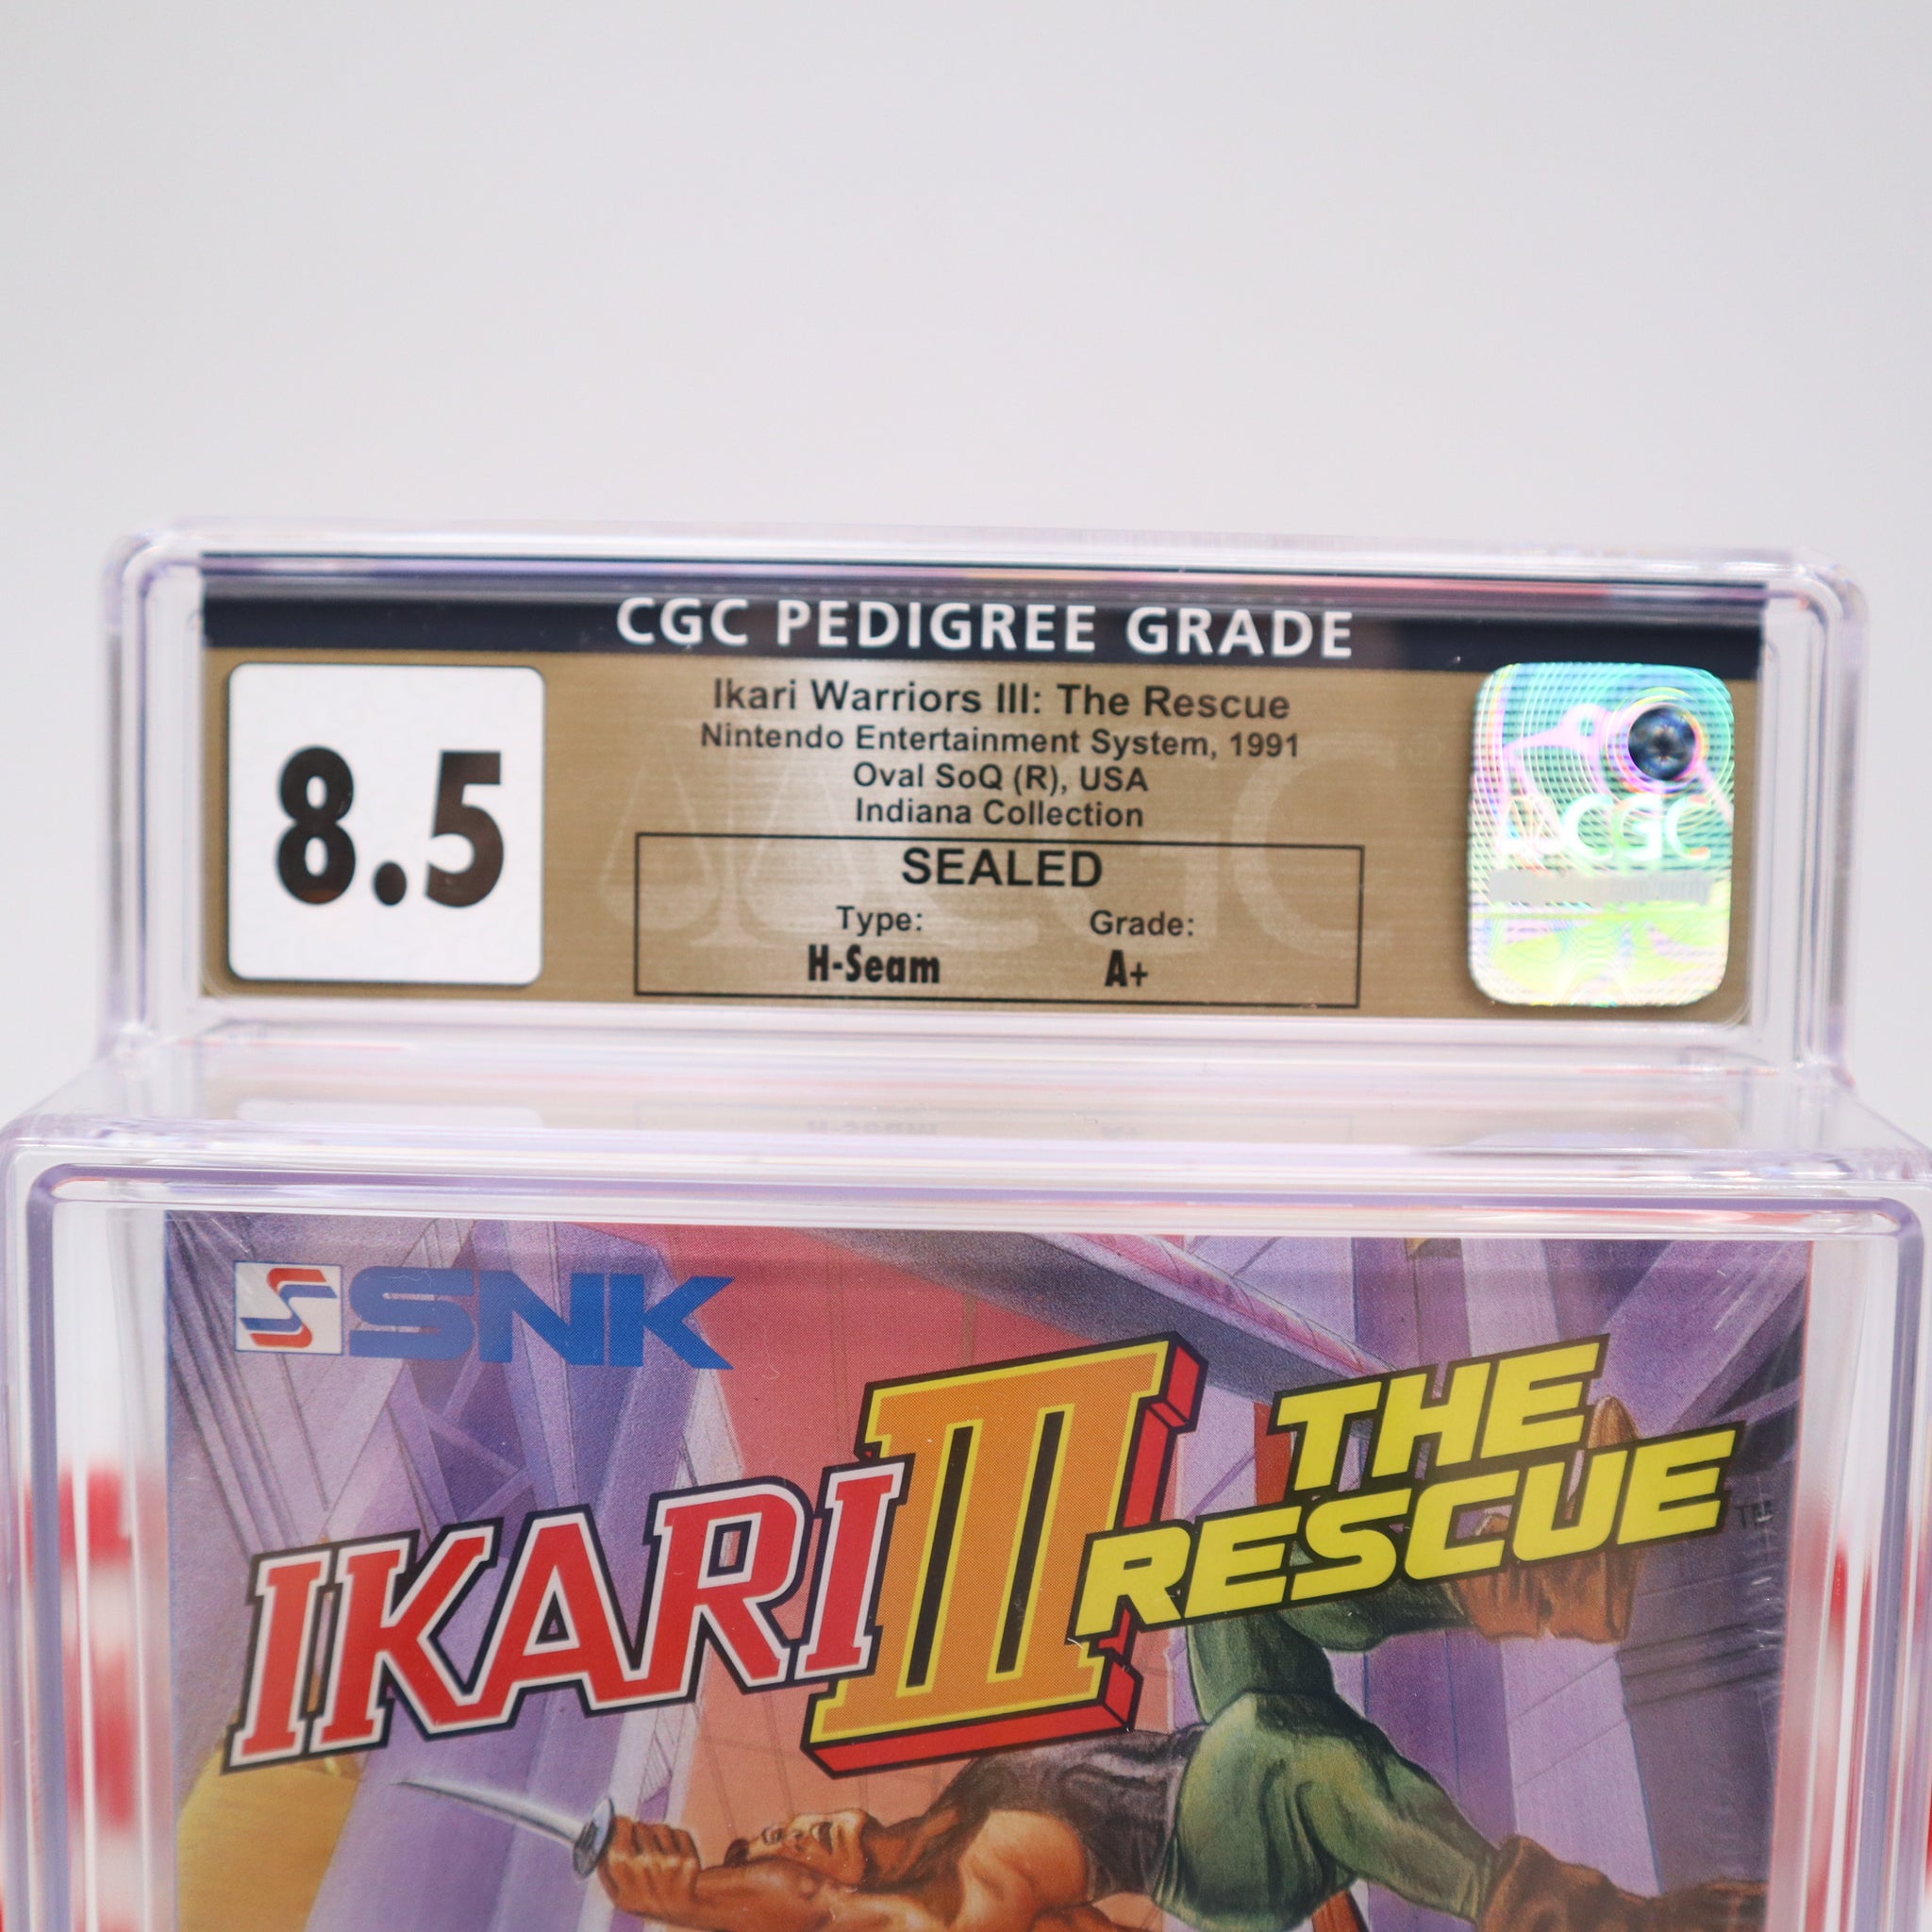 CGC PEDIGREE GRADE
8.5
Ikari Warriors III: The Rescue
Nintendo Entertainment System, 1991
Oval SoQ (R), USA
Indiana Collection
SEALED
Type: Grade:
H-Seam A+
CGC
SNK
IKARI III THE
RESCUE
TM